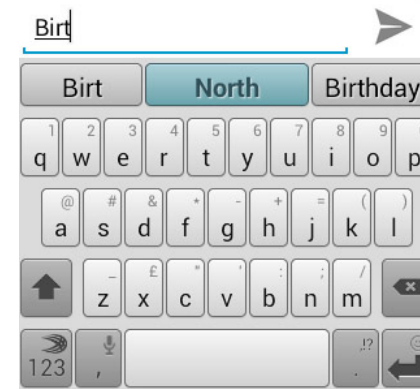 Birt
Birt North Birthday
1 2 3 4 5 6 7 8 9
q w e r t y u i o p
@ # & * - + = ( )
a s d f g h j k l
_ £ " ' : ; /
z x c v b n m
,!?
123 , .